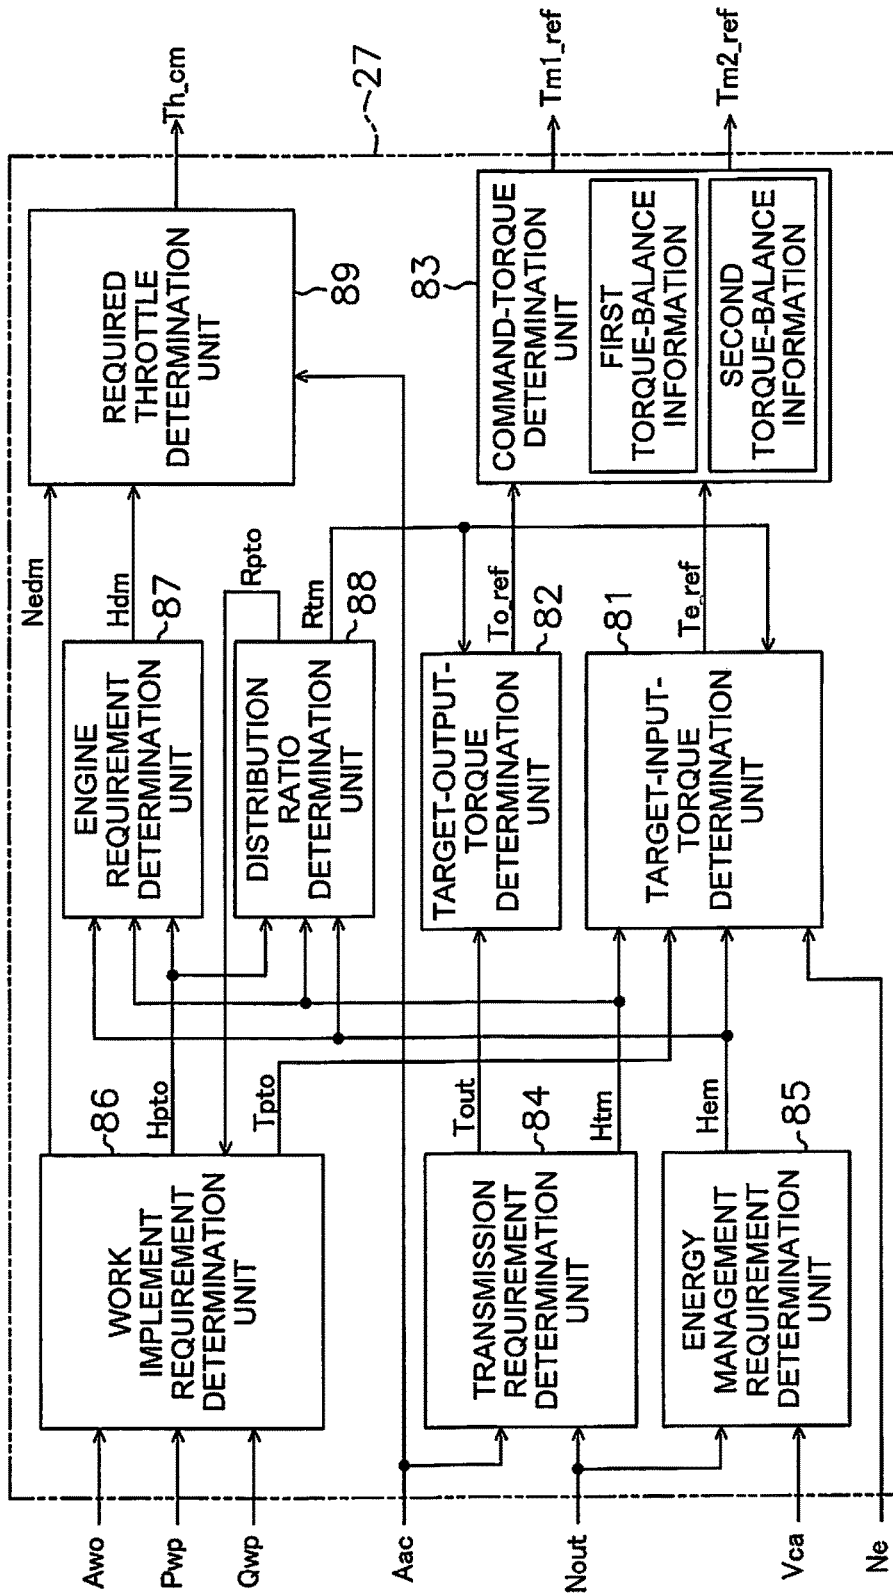 Awo
Pwp
Qwp
Aac
Nout
Vca
Ne
WORK
IMPLEMENT
REQUIREMENT
DETERMINATION
UNIT
86
TRANSMISSION
REQUIREMENT
DETERMINATION
UNIT
84
ENERGY
MANAGEMENT
REQUIREMENT
DETERMINATION
UNIT
85
Hpto
Tpto
Tout
Htm
Hem
ENGINE
REQUIREMENT
DETERMINATION
UNIT
87
DISTRIBUTION
RATIO
DETERMINATION
UNIT
88
TARGET-OUTPUT-
TORQUE
DETERMINATION
UNIT
82
TARGET-INPUT-
TORQUE
DETERMINATION
UNIT
81
Nedm
Hdm
Rpto
Rtm
To_ref
Te_ref
REQUIRED
THROTTLE
DETERMINATION
UNIT
89
83
COMMAND-TORQUE
DETERMINATION
UNIT
FIRST
TORQUE-BALANCE
INFORMATION
SECOND
TORQUE-BALANCE
INFORMATION
Th_cm
27
Tm1_ref
Tm2_ref